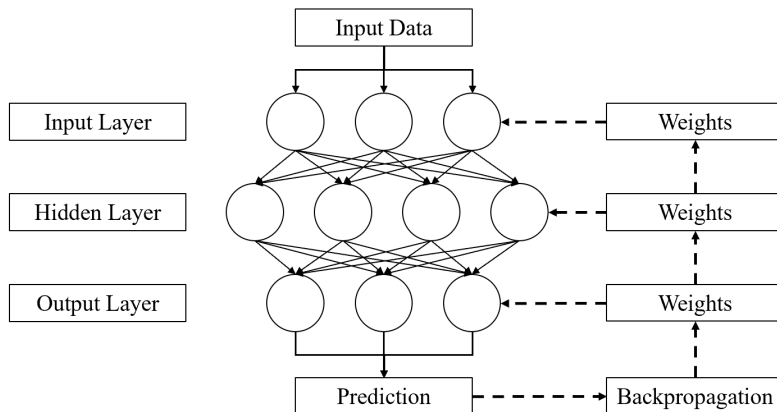 Input Data
Input Layer
Weights
Hidden Layer
Weights
Output Layer
Weights
Prediction
Backpropagation